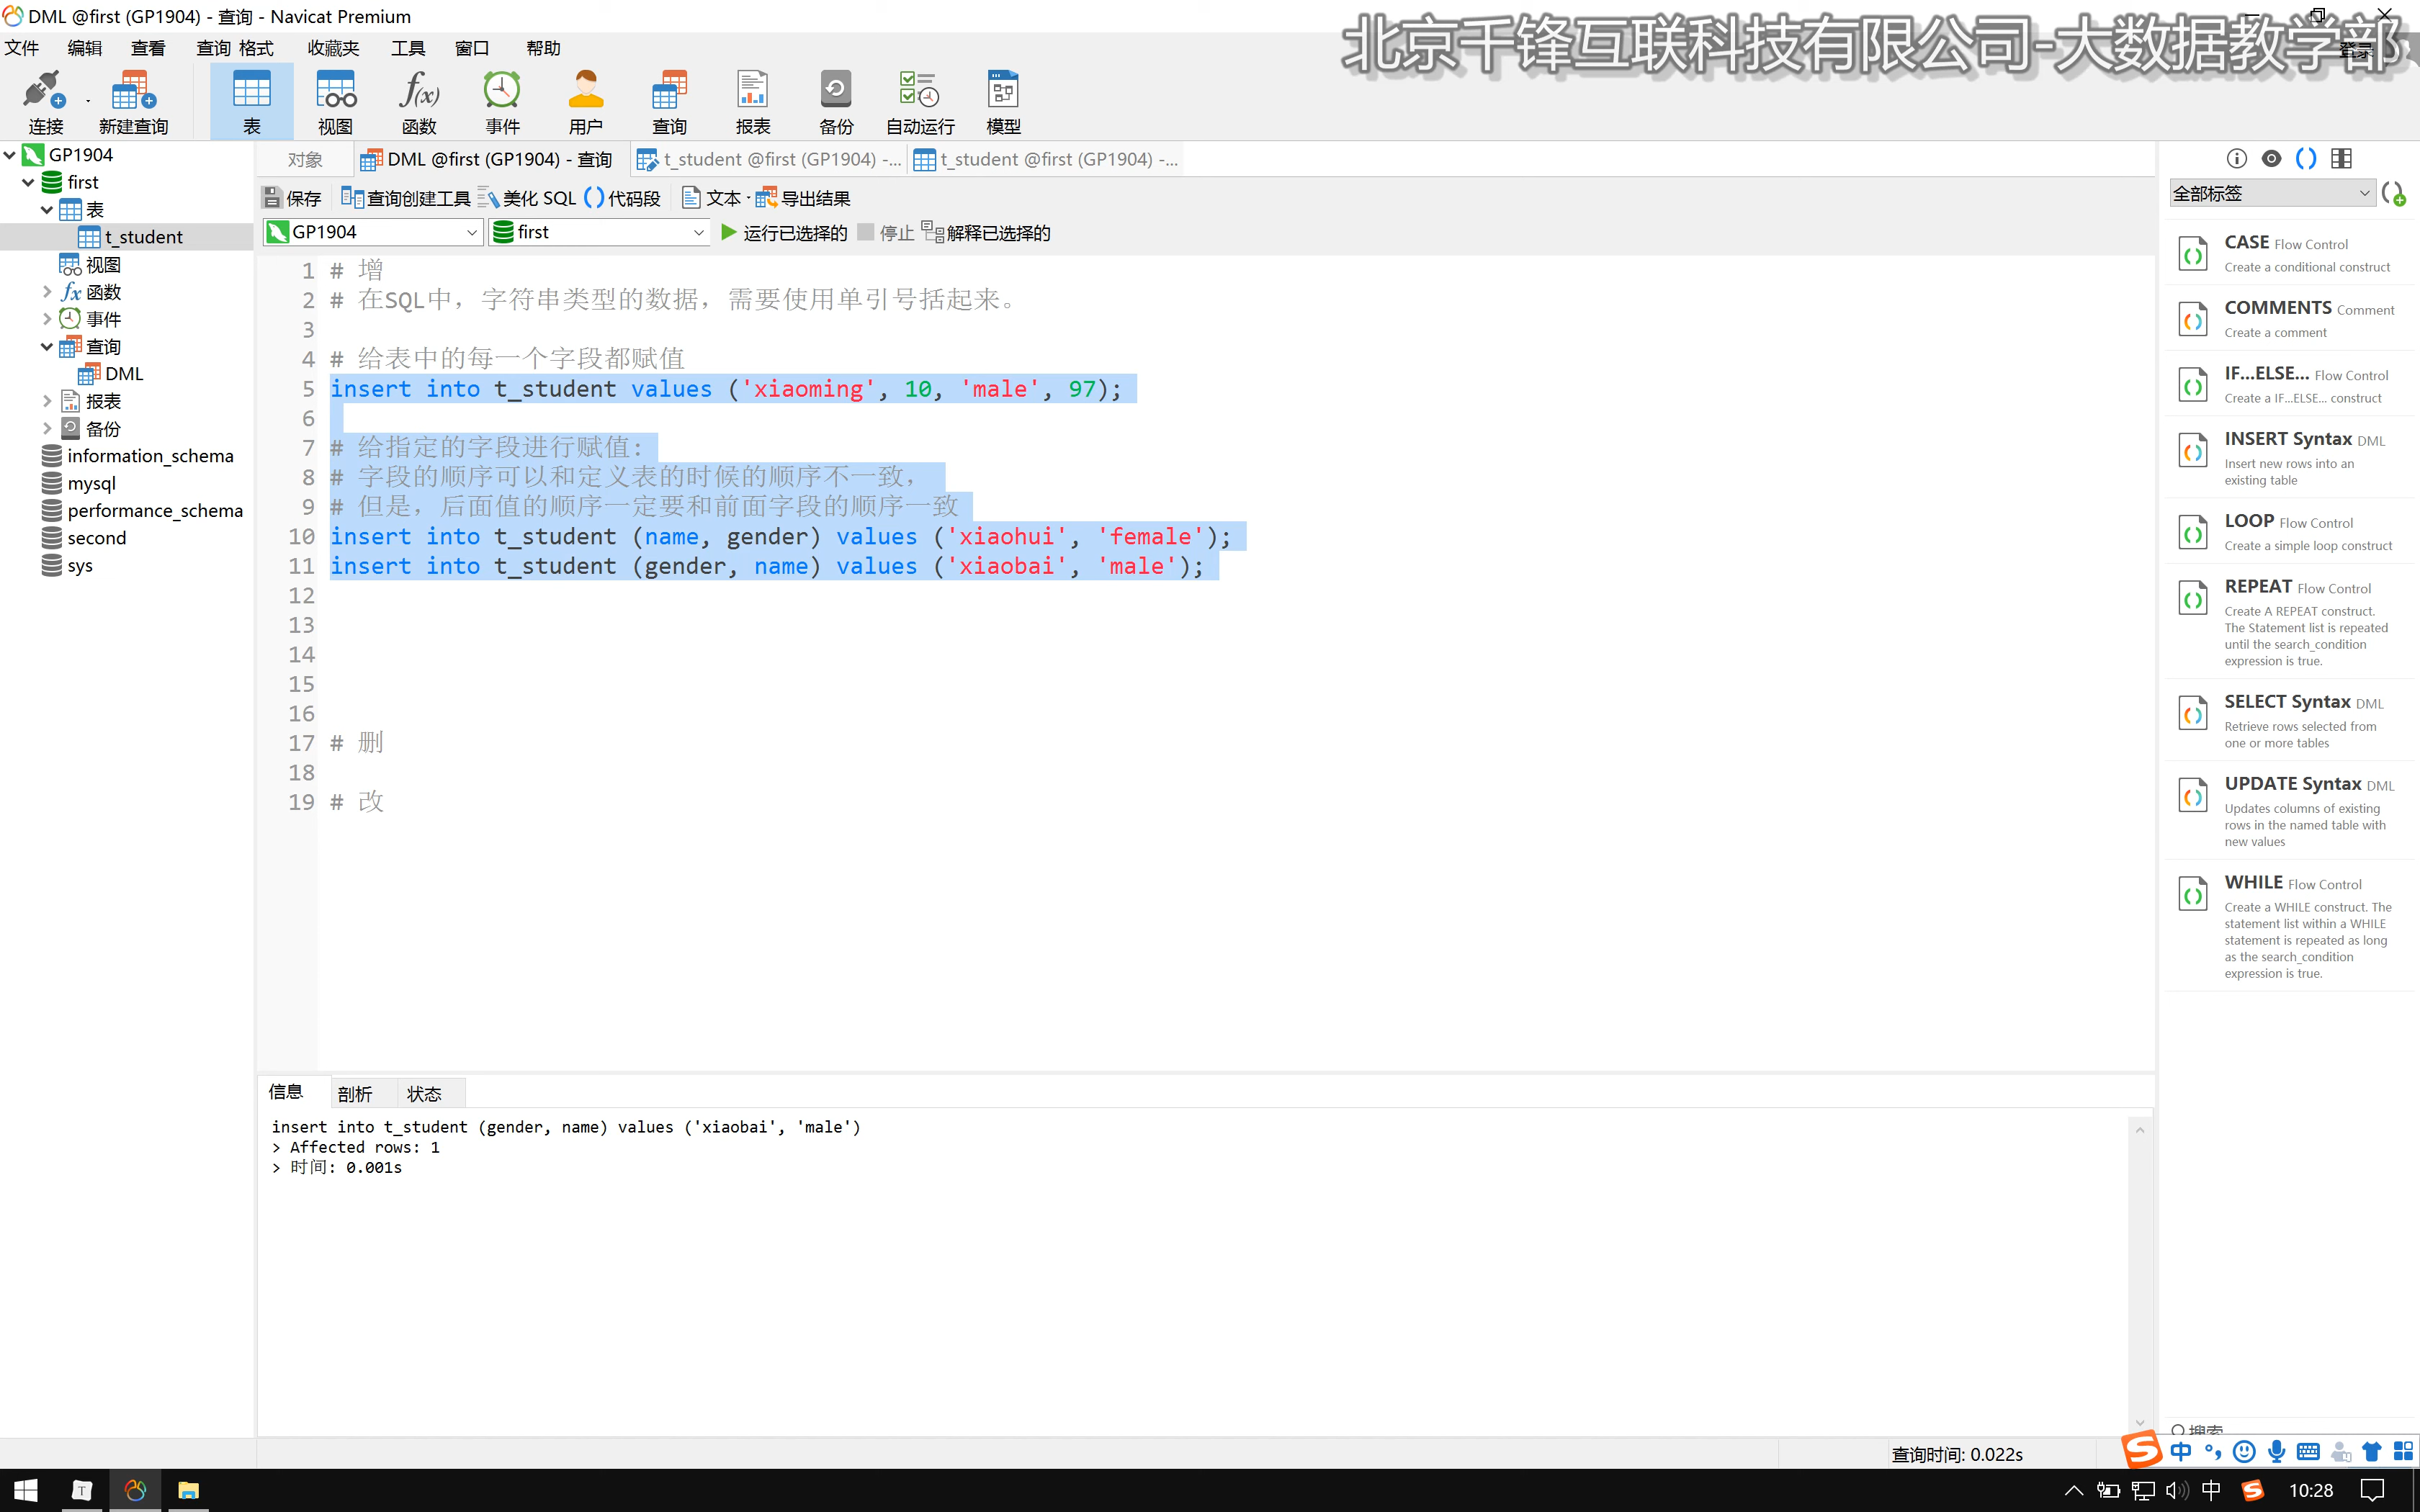 DML @first (GP1904) - 查询 - Navicat Premium
北京千锋互联科技有限公司-大数据教学部
文件 编辑 查看 查询 格式 收藏夹 工具 窗口 帮助
登录
连接 新建查询 表 视图 函数 事件 用户 查询 报表 备份 自动运行 模型
GP1904
first
表
t_student
视图
函数
事件
查询
DML
报表
备份
information_schema
mysql
performance_schema
second
sys
对象 DML @first (GP1904) - 查询 t_student @first (GP1904) -... t_student @first (GP1904) -...
保存 查询创建工具 美化 SQL 代码段 文本 导出结果
GP1904 first 运行已选择的 停止 解释已选择的
1 # 增
2 # 在SQL中，字符串类型的数据，需要使用单引号括起来。
3
4 # 给表中的每一个字段都赋值
5 insert into t_student values ('xiaoming', 10, 'male', 97);
6
7 # 给指定的字段进行赋值：
8 # 字段的顺序可以和定义表的时候的顺序不一致，
9 # 但是，后面值的顺序一定要和前面字段的顺序一致
10 insert into t_student (name, gender) values ('xiaohui', 'female');
11 insert into t_student (gender, name) values ('xiaobai', 'male');
12
13
14
15
16
17 # 删
18
19 # 改
信息 剖析 状态
insert into t_student (gender, name) values ('xiaobai', 'male')
> Affected rows: 1
> 时间: 0.001s
全部标签
CASE Flow Control
Create a conditional construct
COMMENTS Comment
Create a comment
IF...ELSE... Flow Control
Create a IF...ELSE... construct
INSERT Syntax DML
Insert new rows into an
existing table
LOOP Flow Control
Create a simple loop construct
REPEAT Flow Control
Create A REPEAT construct.
The Statement list is repeated
until the search_condition
expression is true.
SELECT Syntax DML
Retrieve rows selected from
one or more tables
UPDATE Syntax DML
Updates columns of existing
rows in the named table with
new values
WHILE Flow Control
Create a WHILE construct. The
statement list within a WHILE
statement is repeated as long
as the search_condition
expression is true.
搜索
查询时间: 0.022s
中
中 10:28